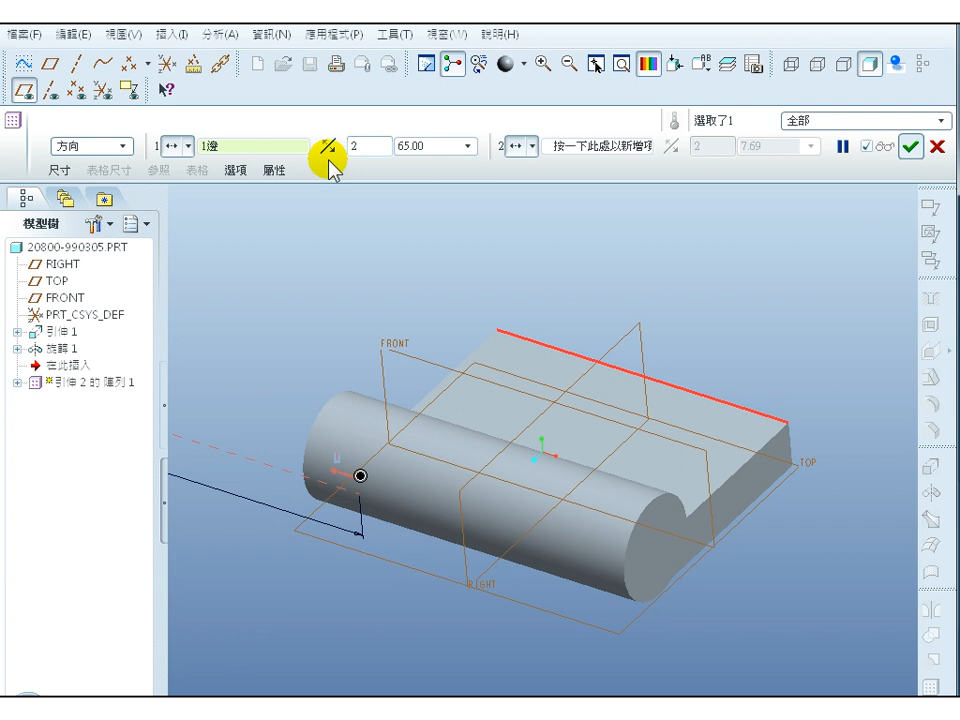 檔案(F) 編輯(E) 視圖(V) 插入(I) 分析(A) 資訊(N) 應用程式(P) 工具(T) 視窗(W) 說明(H)
選取了1 全部
方向 1 1邊 2 65.00 2 按一下此處以新增項 2 7.69
尺寸 表格尺寸 參照 表格 選項 屬性
模型樹
20800-990305.PRT
RIGHT
TOP
FRONT
PRT_CSYS_DEF
引伸 1
旋轉 1
在此插入
引伸 2 的 陣列 1
FRONT
TOP
RIGHT